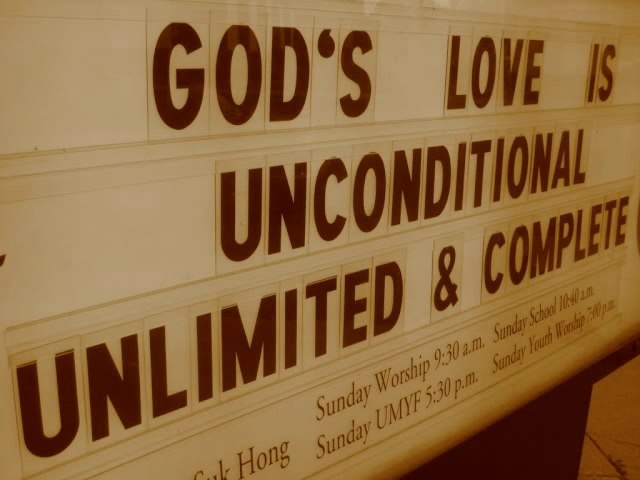 GOD'S LOVE IS
UNCONDITIONAL
UNLIMITED & COMPLETE
Sunday Worship 9:30 a.m.
Sunday School 10:40 a.m.
Hong
Sunday UMYF 5:30 p.m.
Sunday Youth Worship 7:00 p.m.